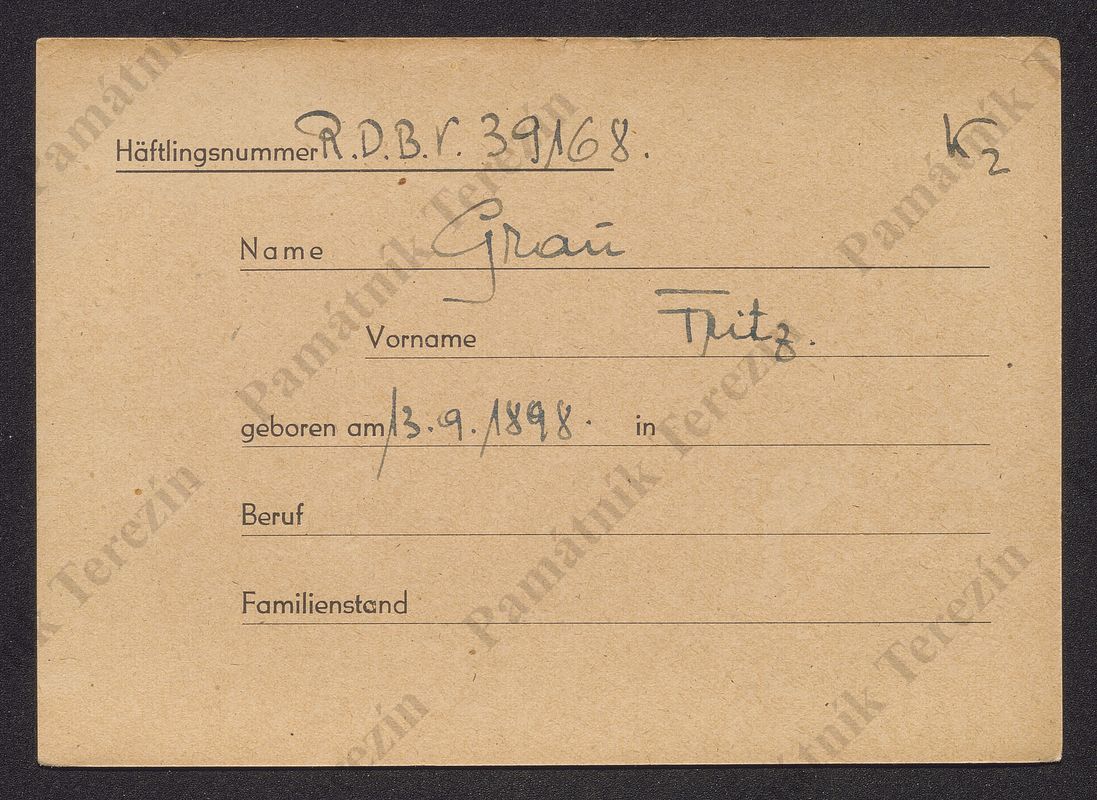 Häftlingsnummer R.D.B.V. 39168.
K2
Name Grau
Vorname Fritz.
geboren am 13.9.1898. in
Beruf
Familienstand
Památník Terezín